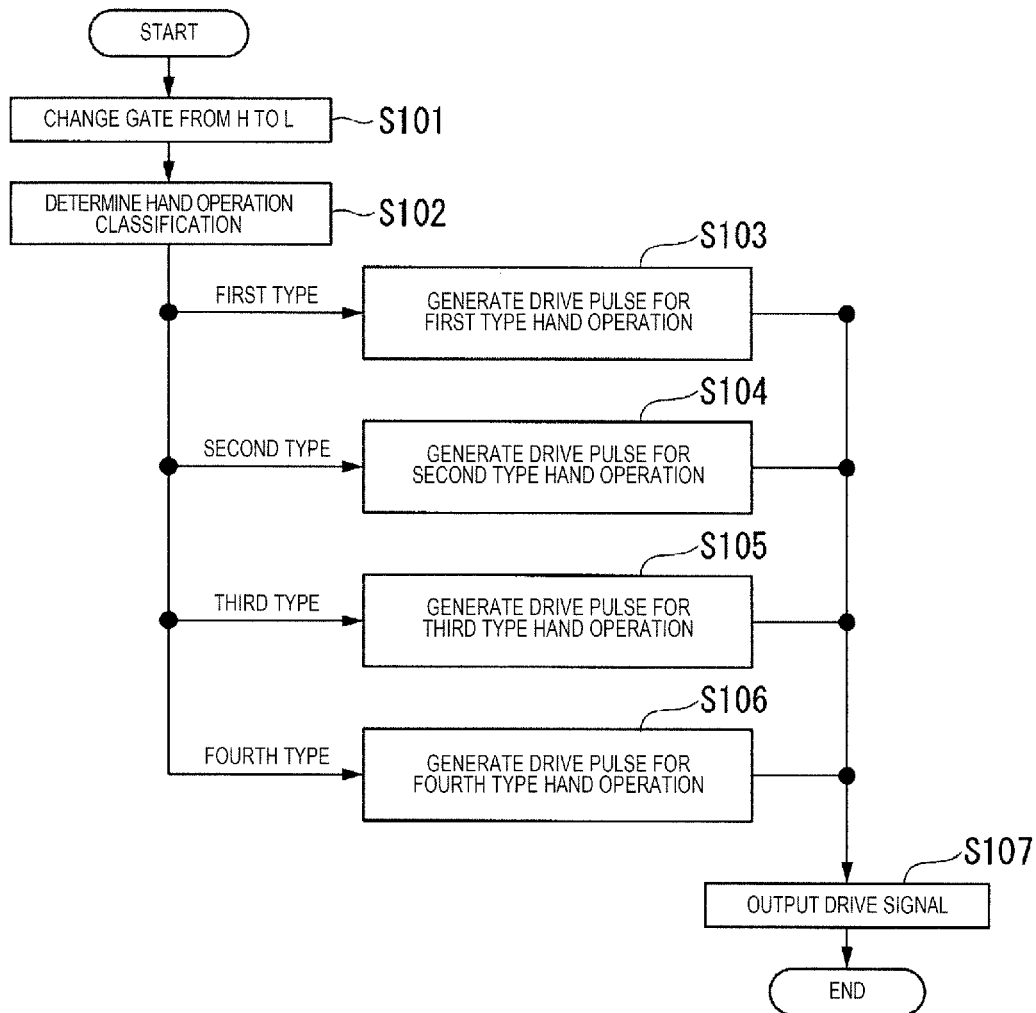 START
CHANGE GATE FROM H TO L
S101
DETERMINE HAND OPERATION
CLASSIFICATION
S102
S103
FIRST TYPE
GENERATE DRIVE PULSE FOR
FIRST TYPE HAND OPERATION
S104
SECOND TYPE
GENERATE DRIVE PULSE FOR
SECOND TYPE HAND OPERATION
S105
THIRD TYPE
GENERATE DRIVE PULSE FOR
THIRD TYPE HAND OPERATION
S106
FOURTH TYPE
GENERATE DRIVE PULSE FOR
FOURTH TYPE HAND OPERATION
S107
OUTPUT DRIVE SIGNAL
END